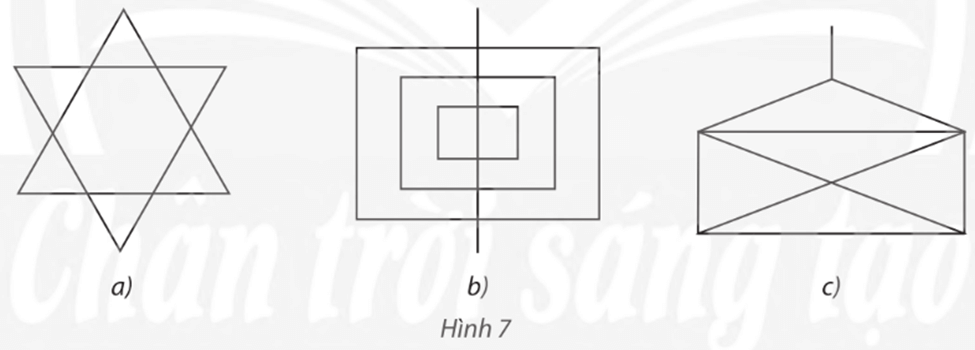 Chân trời sáng tạo
a) b) c)
Hình 7